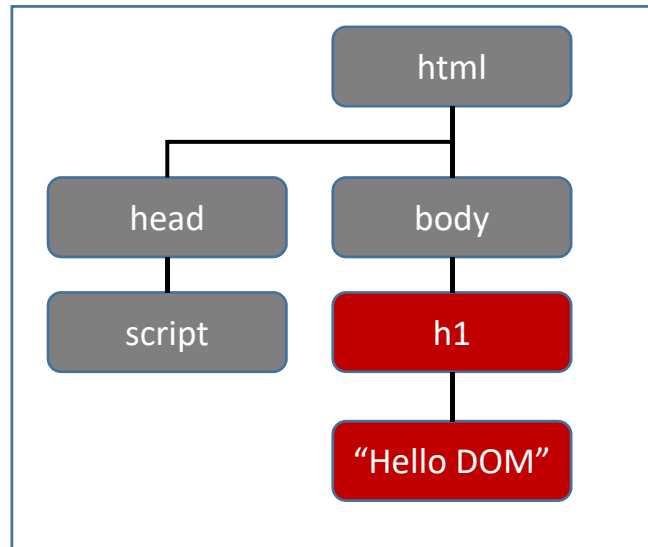 html
head
body
script
h1
“Hello DOM”